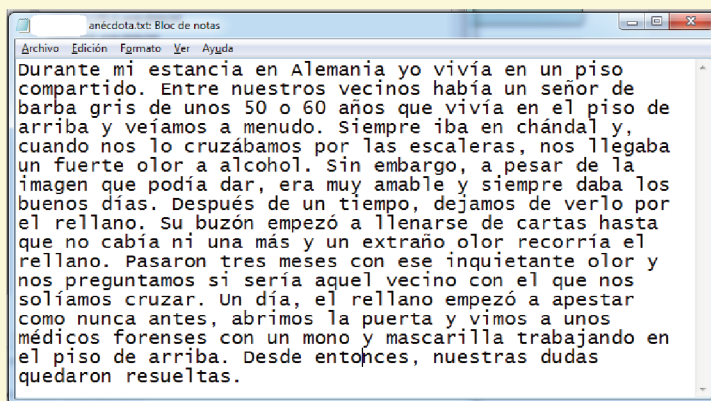 anécdota.txt: Bloc de notas
Archivo Edición Formato Ver Ayuda
Durante mi estancia en Alemania yo vivía en un piso
compartido. Entre nuestros vecinos había un señor de
barba gris de unos 50 o 60 años que vivía en el piso de
arriba y veíamos a menudo. Siempre iba en chándal y,
cuando nos lo cruzábamos por las escaleras, nos llegaba
un fuerte olor a alcohol. Sin embargo, a pesar de la
imagen que podía dar, era muy amable y siempre daba los
buenos días. Después de un tiempo, dejamos de verlo por
el rellano. Su buzón empezó a llenarse de cartas hasta
que no cabía ni una más y un extraño olor recorría el
rellano. Pasaron tres meses con ese inquietante olor y
nos preguntamos si sería aquel vecino con el que nos
solíamos cruzar. Un día, el rellano empezó a apestar
como nunca antes, abrimos la puerta y vimos a unos
médicos forenses con un mono y mascarilla trabajando en
el piso de arriba. Desde entonces, nuestras dudas
quedaron resueltas.